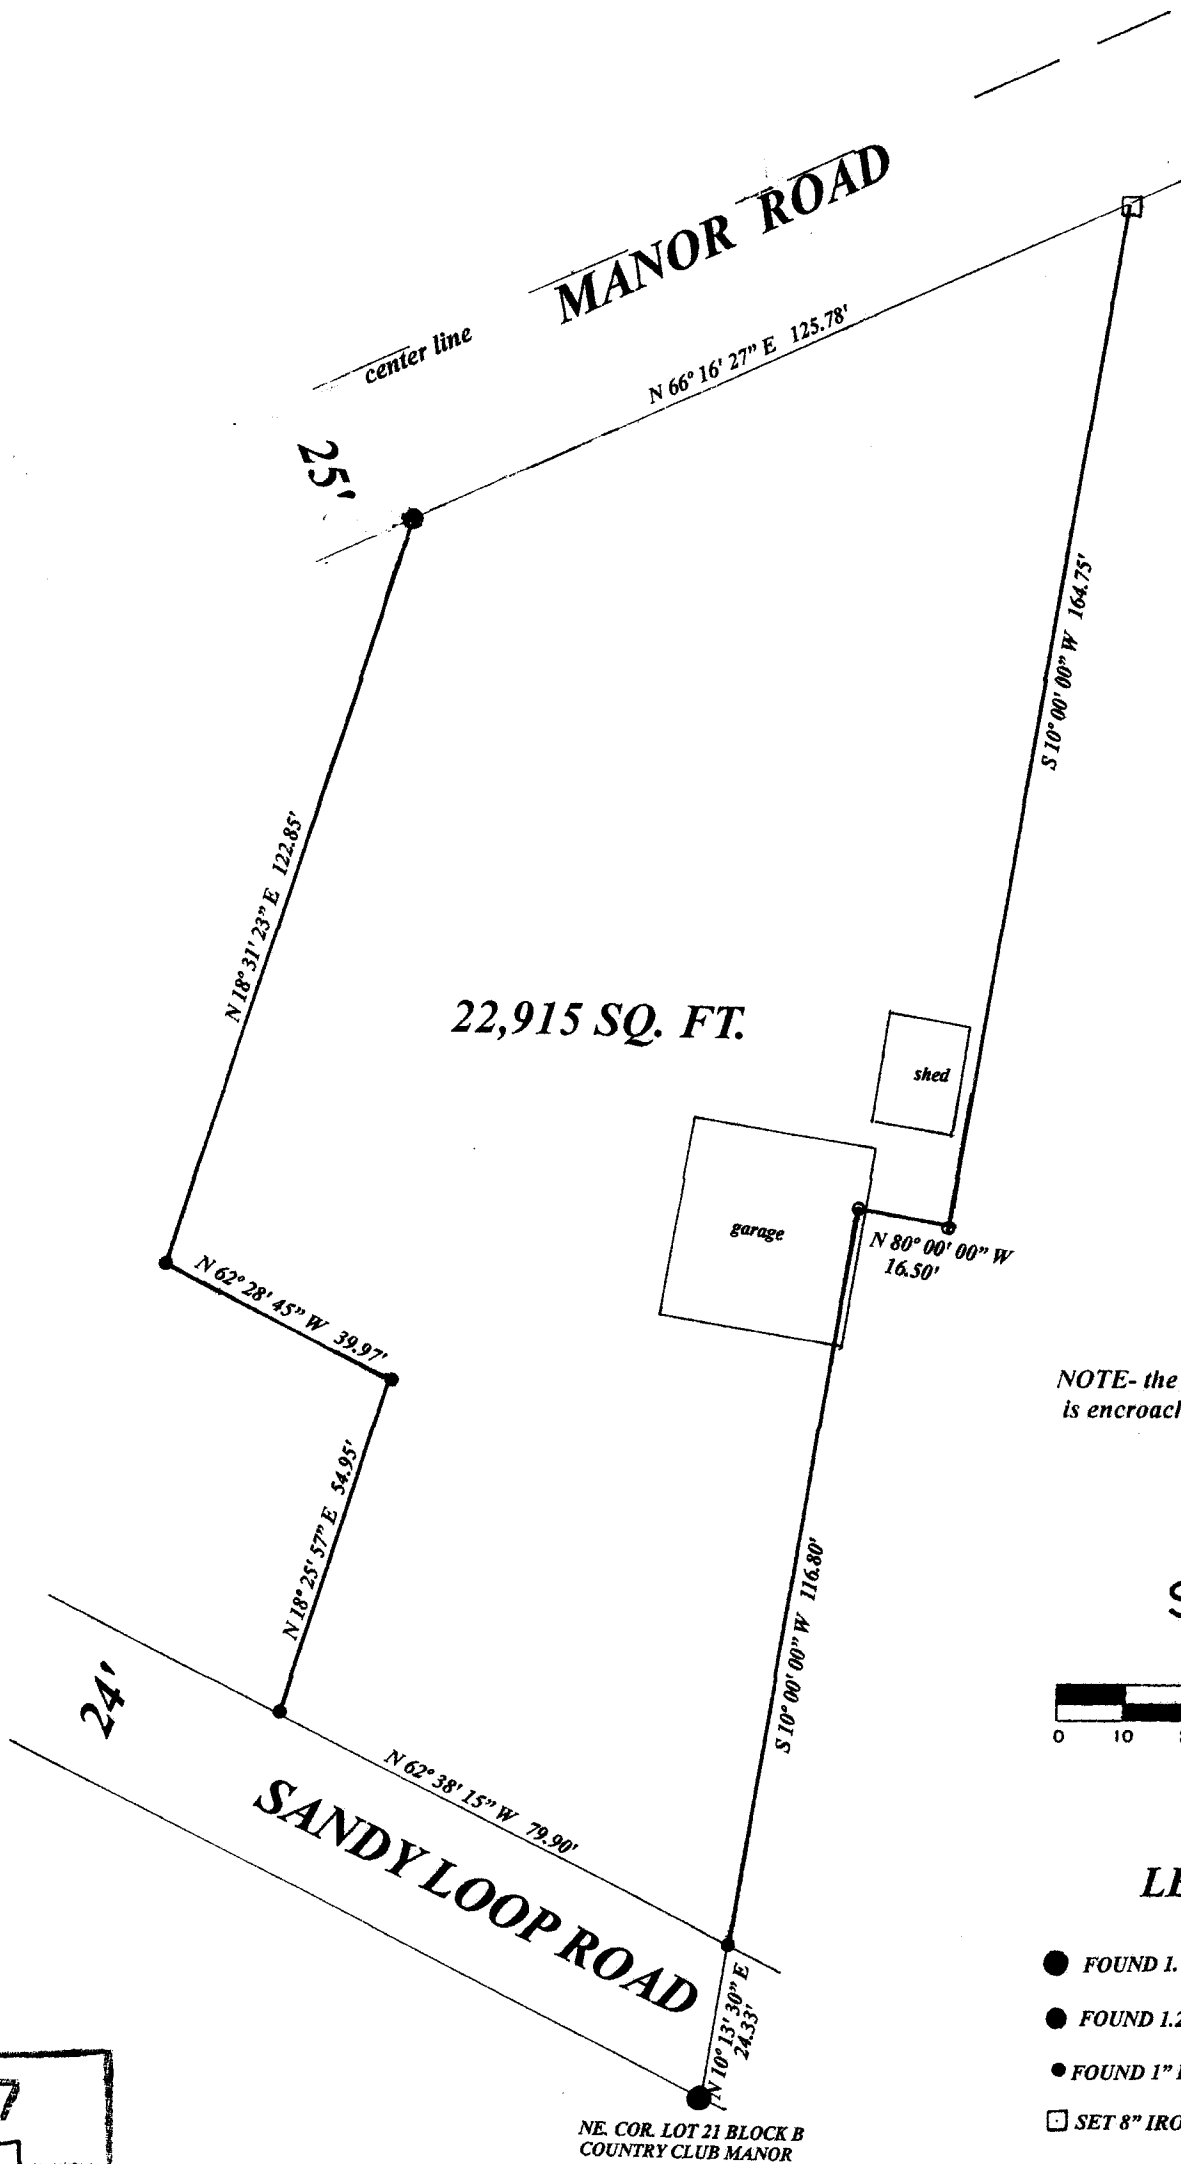 MANOR ROAD
center line
N 66° 16' 27" E 125.78'
25'
S 10° 00' 00" W 164.75'
N 18° 31' 23" E 122.85'
22,915 SQ. FT.
shed
garage
N 80° 00' 00" W
16.50'
N 62° 28' 45" W 39.97'
NOTE- the
is encroach
N 18° 25' 57" E 54.95'
S 10° 00' 00" W 116.80'
24'
0 10
N 62° 38' 15" W 79.90'
SANDY LOOP ROAD
N 10° 13' 30" E
24.33'
FOUND 1.
FOUND 1.2
FOUND 1"
SET 8" IRO
NE. COR. LOT 21 BLOCK B
COUNTRY CLUB MANOR